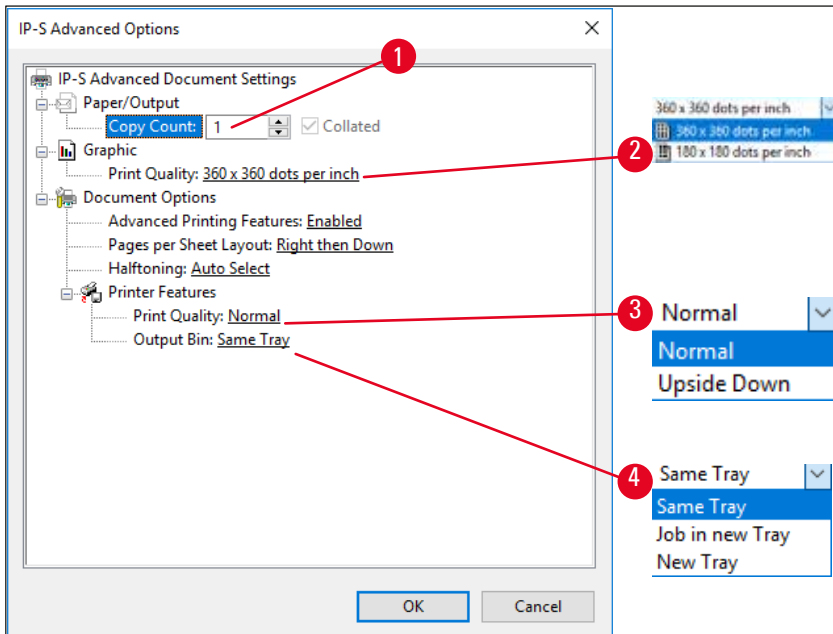 IP-S Advanced Options
IP-S Advanced Document Settings
Paper/Output
Copy Count: 1 Collated
Graphic
Print Quality: 360 x 360 dots per inch
Document Options
Advanced Printing Features: Enabled
Pages per Sheet Layout: Right then Down
Halftoning: Auto Select
Printer Features
Print Quality: Normal
Output Bin: Same Tray
OK Cancel
1
2
360 x 360 dots per inch
360 x 360 dots per inch
180 x 180 dots per inch
3
Normal
Normal
Upside Down
4
Same Tray
Same Tray
Job in new Tray
New Tray